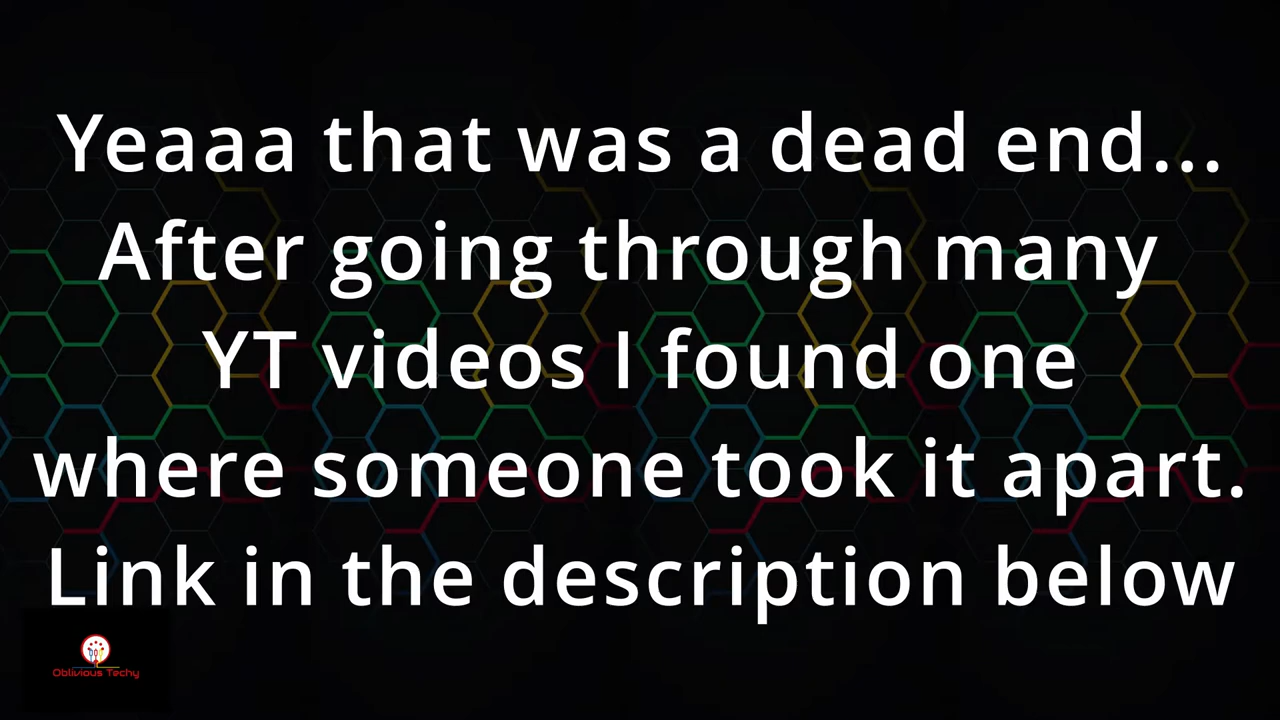 Yeaaa that was a dead end...
After going through many
YT videos I found one
where someone took it apart.
Link in the description below
Oblivious Techy